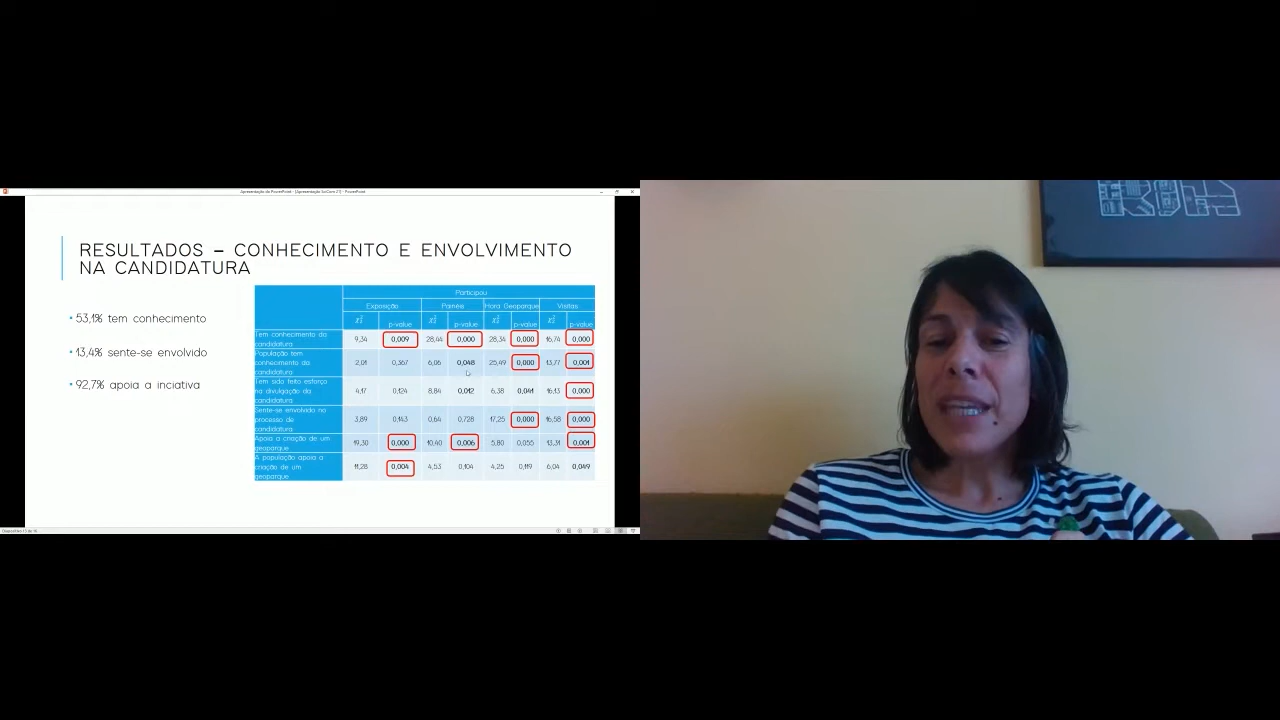 Apresentação do PowerPoint - [Apresentação SoCom 21] - PowerPoint
RESULTADOS – CONHECIMENTO E ENVOLVIMENTO
NA CANDIDATURA
• 53,1% tem conhecimento
• 13,4% sente-se envolvido
• 92,7% apoia a inciativa
Participou
Exposição Painéis Hora Geoparque Visitas
p-value p-value p-value p-value
Tem conhecimento da
candidatura
9,34 0,009 28,44 0,000 28,34 0,000 16,74 0,000
População tem
conhecimento da
candidatura
2,01 0,367 6,06 0,048 25,49 0,000 13,77 0,001
Tem sido feito esforço
na divulgação da
candidatura
4,17 0,124 8,84 0,012 6,38 0,041 16,13 0,000
Sente-se envolvido no
processo de
candidatura
3,89 0,143 0,64 0,728 17,25 0,000 16,58 0,000
Apoia a criação de um
geoparque
19,30 0,000 10,40 0,006 5,80 0,055 13,31 0,001
A população apoia a
criação de um
geoparque
11,28 0,004 4,53 0,104 4,25 0,119 6,04 0,049